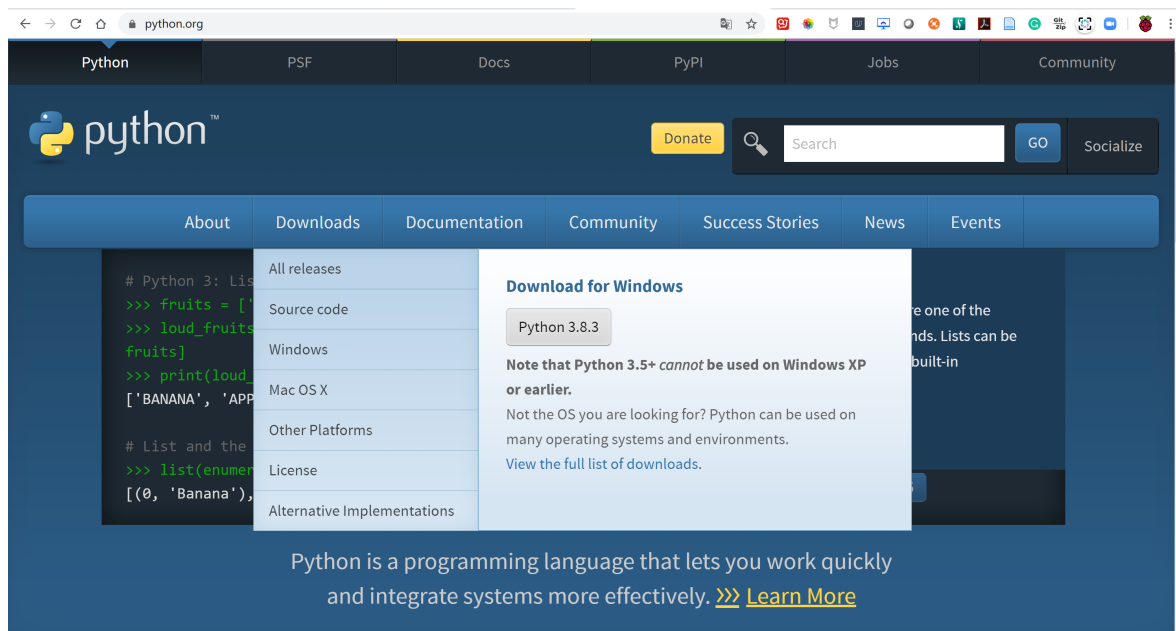 python.org
Python
PSF
Docs
PyPI
Jobs
Community
python™
Donate
Search
GO
Socialize
About
Downloads
Documentation
Community
Success Stories
News
Events
# Python 3: Lis
>>> fruits = ['
>>> loud_fruits
fruits]
>>> print(loud_
['BANANA', 'APP
# List and the
>>> list(enumer
[(0, 'Banana'),
All releases
Source code
Windows
Mac OS X
Other Platforms
License
Alternative Implementations
Download for Windows
Python 3.8.3
Note that Python 3.5+ cannot be used on Windows XP
or earlier.
Not the OS you are looking for? Python can be used on
many operating systems and environments.
View the full list of downloads.
re one of the
nds. Lists can be
built-in
Python is a programming language that lets you work quickly
and integrate systems more effectively. >>> Learn More